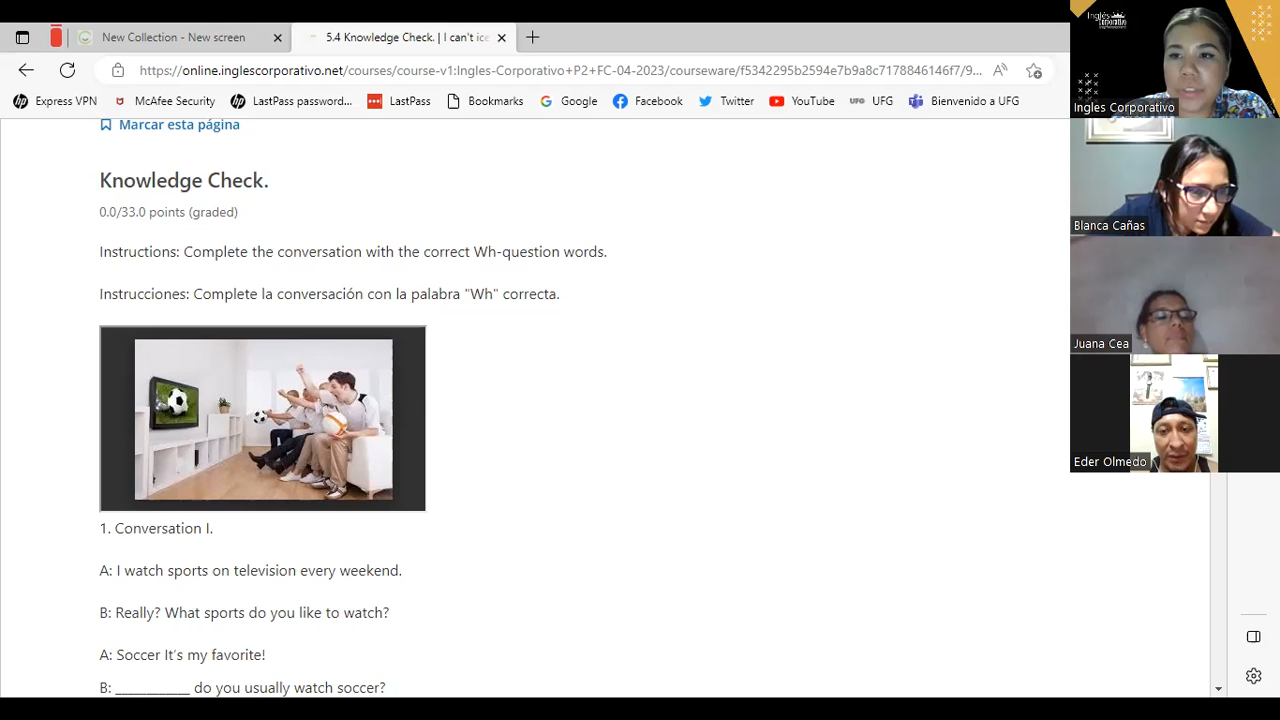 New Collection - New screen
5.4 Knowledge Check. | I can't ice
https://online.inglescorporativo.net/courses/course-v1:Ingles-Corporativo+P2+FC-04-2023/courseware/f5342295b2594e7b9a8c7178846146f7/9...
Express VPN
McAfee Security
LastPass password...
LastPass
Bookmarks
Google
Facebook
Twitter
YouTube
UFG
UFG
Bienvenido a UFG
Marcar esta página
Knowledge Check.
0.0/33.0 points (graded)
Instructions: Complete the conversation with the correct Wh-question words.
Instrucciones: Complete la conversación con la palabra "Wh" correcta.
1. Conversation I.
A: I watch sports on television every weekend.
B: Really? What sports do you like to watch?
A: Soccer It's my favorite!
B: ____________ do you usually watch soccer?
Inglés
Corporativo
Ingles Corporativo
Blanca Cañas
Juana Cea
Eder Olmedo